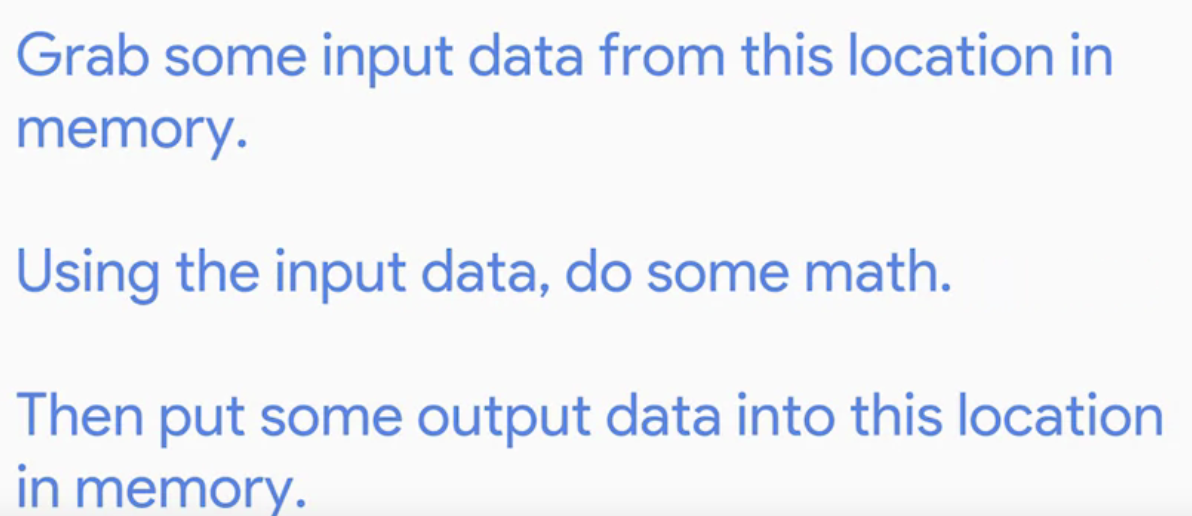 Grab some input data from this location in
memory.
Using the input data, do some math.
Then put some output data into this location
in memory.